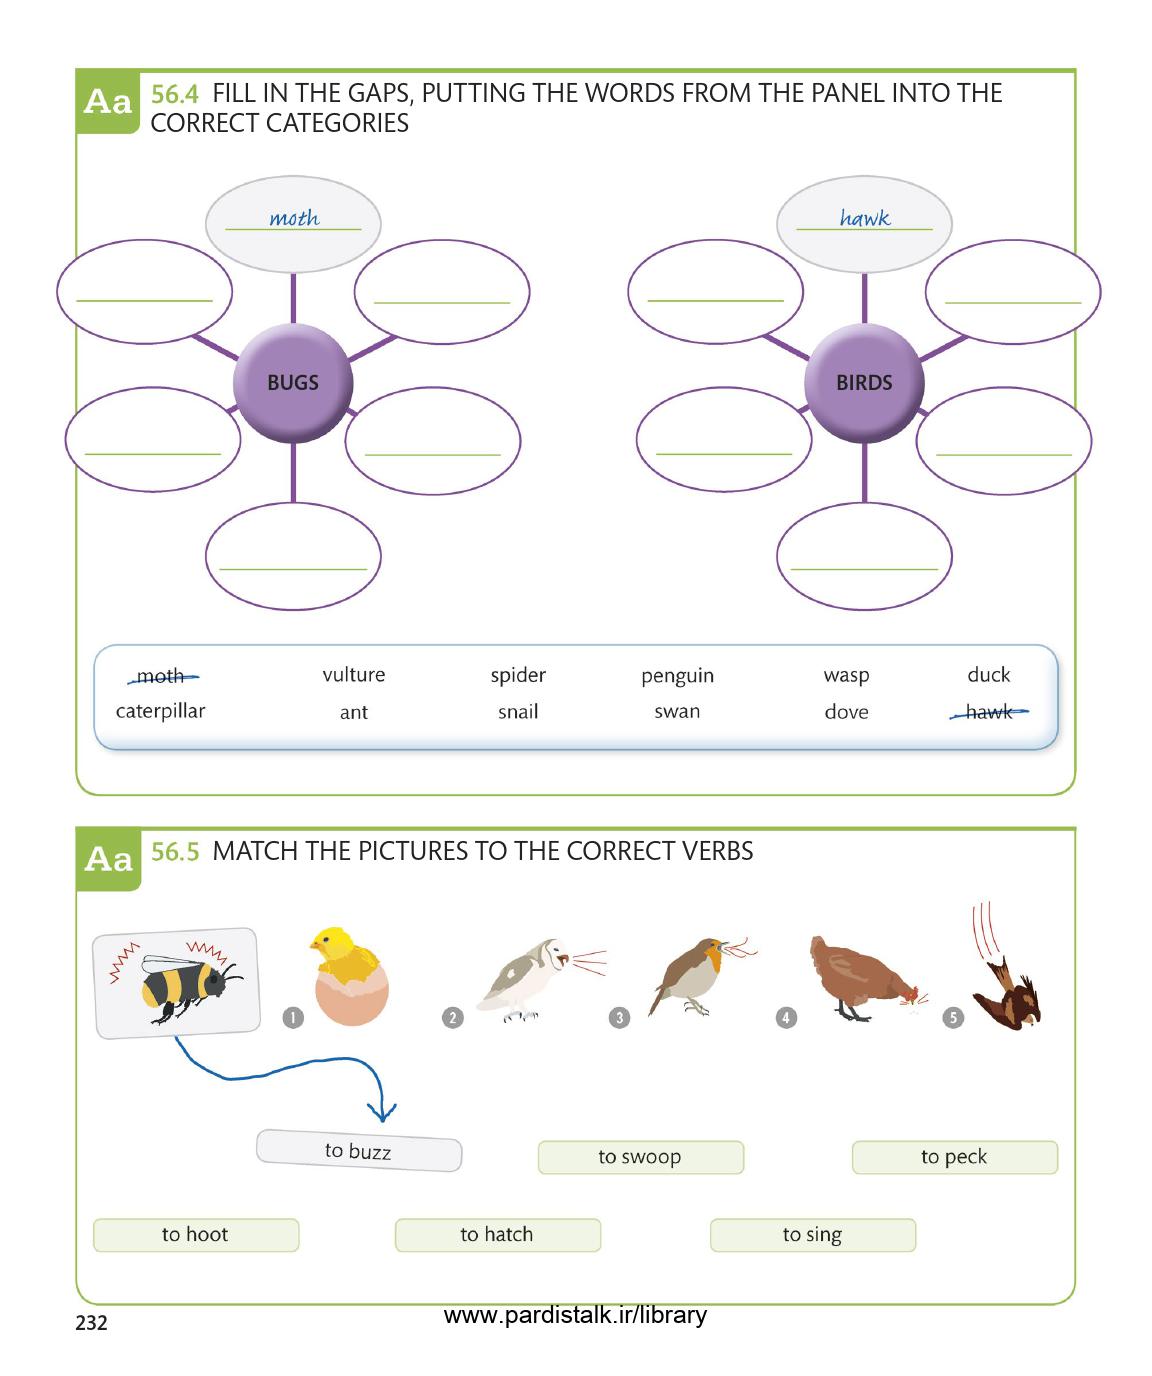 Aa 56.4 FILL IN THE GAPS, PUTTING THE WORDS FROM THE PANEL INTO THE
CORRECT CATEGORIES
moth
hawk
BUGS
BIRDS
moth vulture spider penguin wasp duck
caterpillar ant snail swan dove hawk
Aa 56.5 MATCH THE PICTURES TO THE CORRECT VERBS
1 2 3 4 5
to buzz to swoop to peck
to hoot to hatch to sing
232
www.pardistalk.ir/library